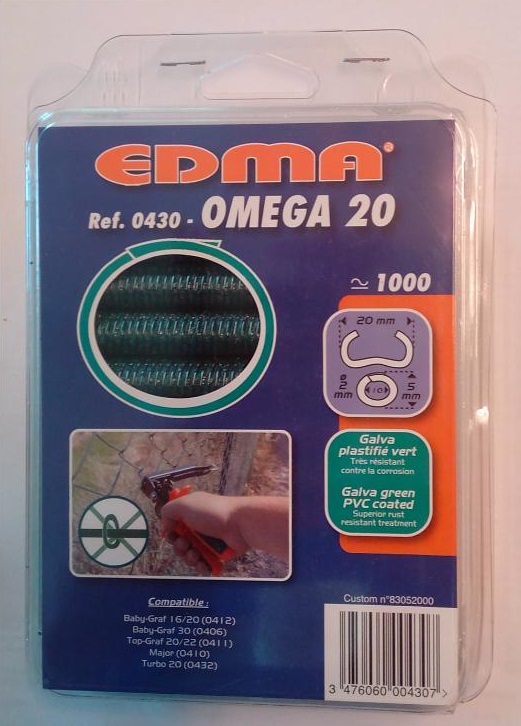 EDMA®
Ref. 0430 - OMEGA 20
≃ 1000
20 mm
ø 2 mm
10
5 mm
Galva
plastifié vert
Très résistant
contre la corrosion
Galva green
PVC coated
Superior rust
resistant treatment
Compatible :
Baby-Graf 16/20 (0412)
Baby-Graf 30 (0406)
Top-Graf 20/22 (0411)
Major (0410)
Turbo 20 (0432)
Custom n°83052000
3 476060 004307 >